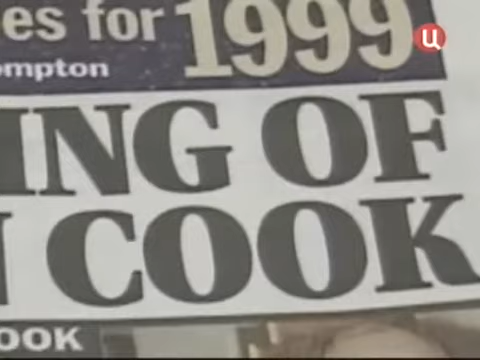 es for 1999
ompton
ING OF
N COOK
OOK
ц